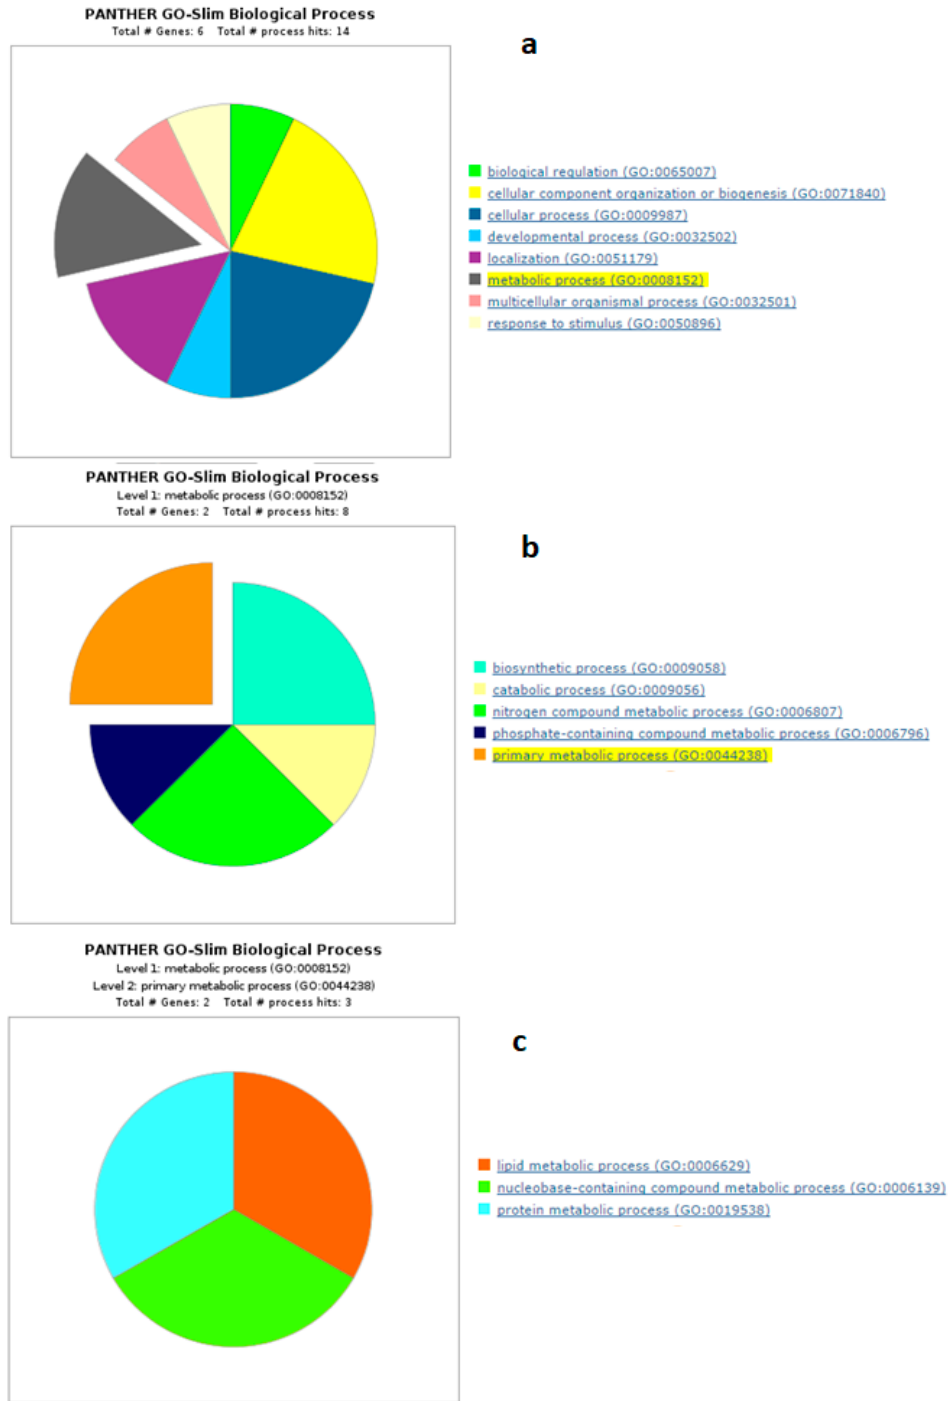 PANTHER GO-Slim Biological Process
Total # Genes: 6 Total # process hits: 14
a
biological regulation (GO:0065007)
cellular component organization or biogenesis (GO:0071840)
cellular process (GO:0009987)
developmental process (GO:0032502)
localization (GO:0051179)
metabolic process (GO:0008152)
multicellular organismal process (GO:0032501)
response to stimulus (GO:0050896)
PANTHER GO-Slim Biological Process
Level 1: metabolic process (GO:0008152)
Total # Genes: 2 Total # process hits: 8
b
biosynthetic process (GO:0009058)
catabolic process (GO:0009056)
nitrogen compound metabolic process (GO:0006807)
phosphate-containing compound metabolic process (GO:0006796)
primary metabolic process (GO:0044238)
PANTHER GO-Slim Biological Process
Level 1: metabolic process (GO:0008152)
Level 2: primary metabolic process (GO:0044238)
Total # Genes: 2 Total # process hits: 3
c
lipid metabolic process (GO:0006629)
nucleobase-containing compound metabolic process (GO:0006139)
protein metabolic process (GO:0019538)